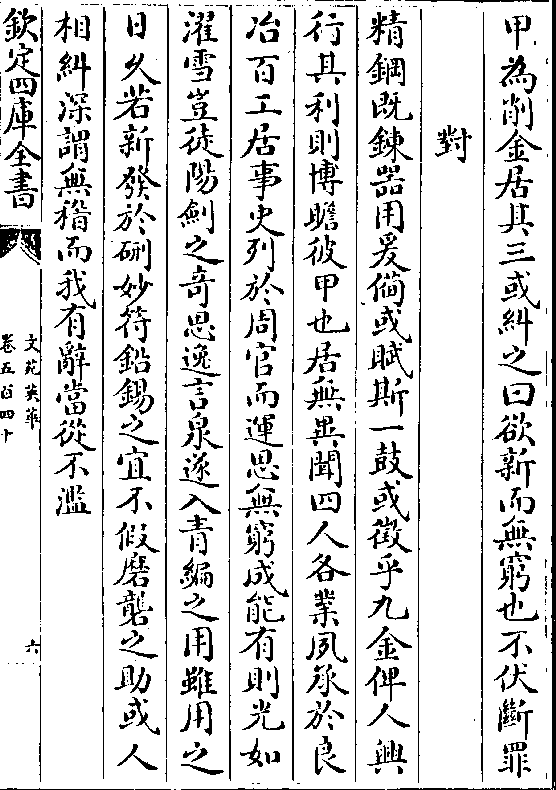 甲為削金居其三或糾之曰欲新而無窮也不伏斷罪
對
精鋼既鍊器用爰備或賦斯一鼓或徵乎九金俾人興
行其利則博瞻彼甲也居無異聞四人各業夙承於良
冶百工居事史列於周官而運思無窮成能有則光如
濯雪豈徒陽劍之奇思逸言泉遂入青編之用雖用之
日久若新發於硎妙符鉛錫之宜不假磨礱之助或人
相糾深謂無稽而我有辭當從不濫
欽定四庫全書
文苑英華
卷五百四十
六